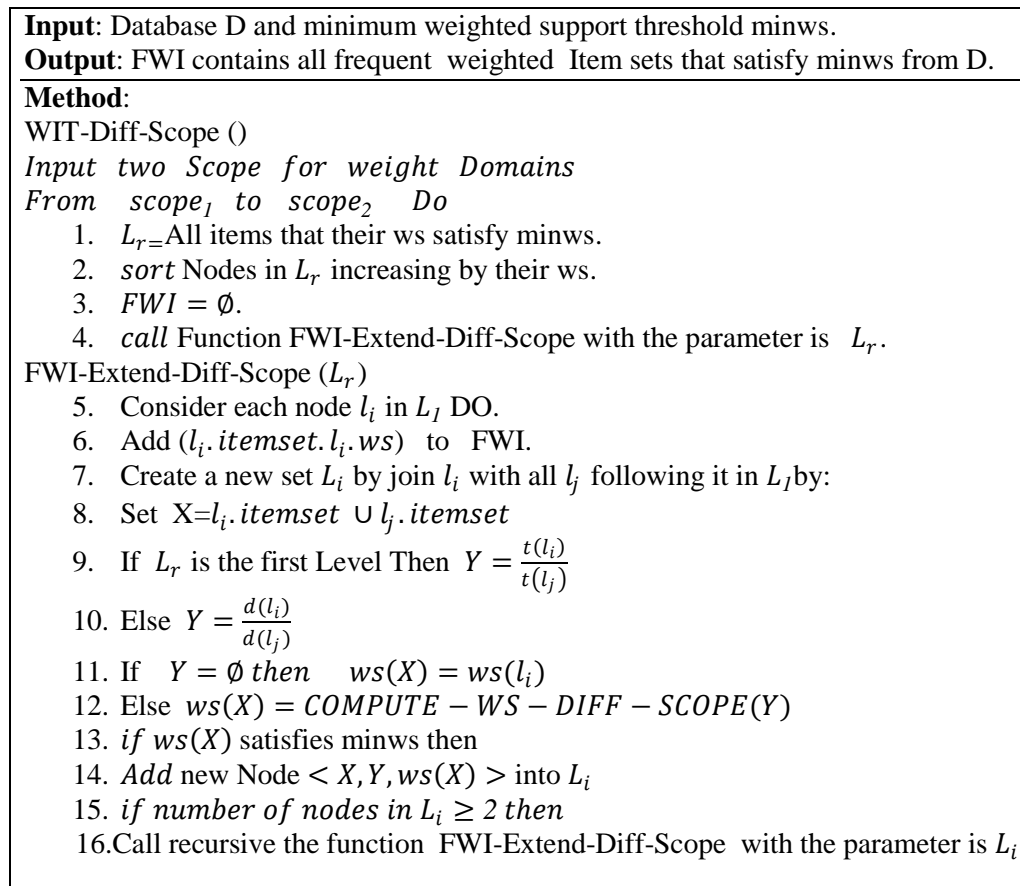 Input: Database D and minimum weighted support threshold minws.
Output: FWI contains all frequent weighted Item sets that satisfy minws from D.
Method:
WIT-Diff-Scope ()
Input two Scope for weight Domains
From scope₁ to scope₂ Do
1. Lᵣ₌All items that their ws satisfy minws.
2. sort Nodes in Lᵣ increasing by their ws.
3. FWI = ∅.
4. call Function FWI-Extend-Diff-Scope with the parameter is Lᵣ.
FWI-Extend-Diff-Scope (Lᵣ)
5. Consider each node lᵢ in L₁ DO.
6. Add (lᵢ.itemset.lᵢ.ws) to FWI.
7. Create a new set Lᵢ by join lᵢ with all lⱼ following it in L₁by:
8. Set X=lᵢ.itemset ∪ lⱼ.itemset
9. If Lᵣ is the first Level Then Y = t(lᵢ)/t(lⱼ)
10. Else Y = d(lᵢ)/d(lⱼ)
11. If Y = ∅ then ws(X) = ws(lᵢ)
12. Else ws(X) = COMPUTE − WS − DIFF − SCOPE(Y)
13. if ws(X) satisfies minws then
14. Add new Node < X, Y, ws(X) > into Lᵢ
15. if number of nodes in Lᵢ ≥ 2 then
16.Call recursive the function FWI-Extend-Diff-Scope with the parameter is Lᵢ